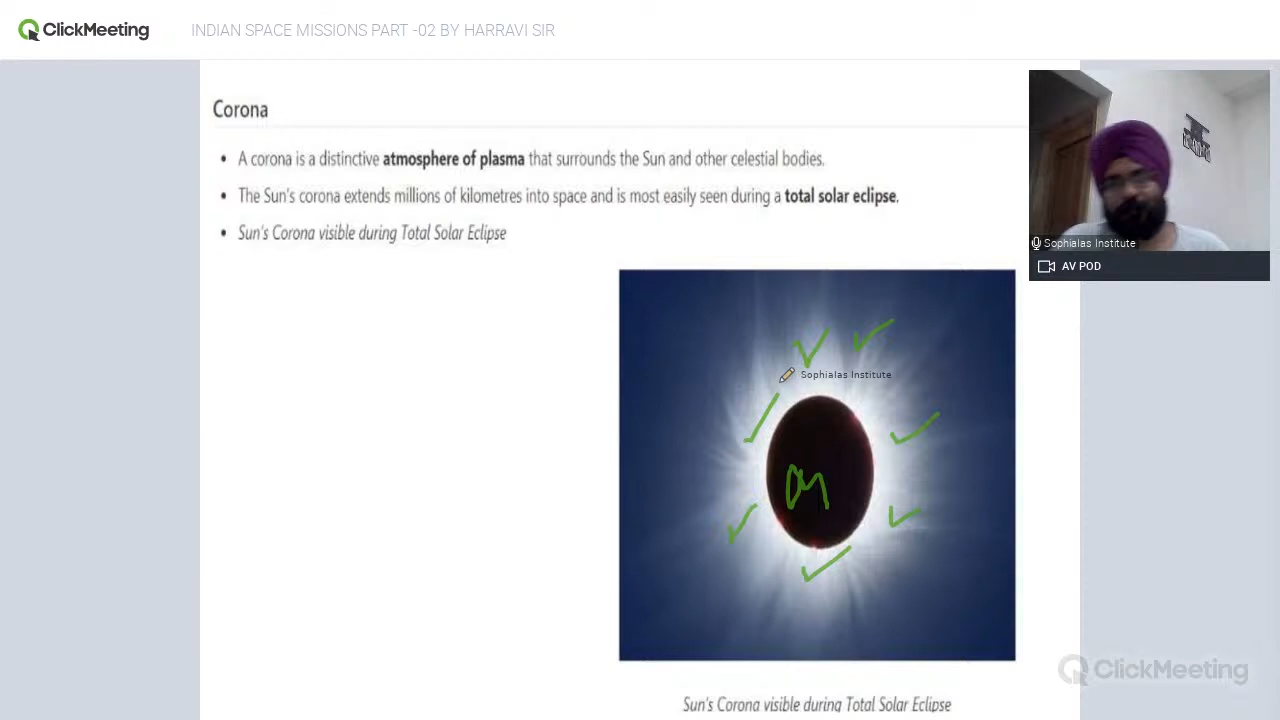 ClickMeeting
INDIAN SPACE MISSIONS PART -02 BY HARRAVI SIR
Corona
• A corona is a distinctive atmosphere of plasma that surrounds the Sun and other celestial bodies.
• The Sun's corona extends millions of kilometres into space and is most easily seen during a total solar eclipse.
• Sun's Corona visible during Total Solar Eclipse
Sophialas Institute
AV POD
Sophialas Institute
Sun's Corona visible during Total Solar Eclipse
ClickMeeting